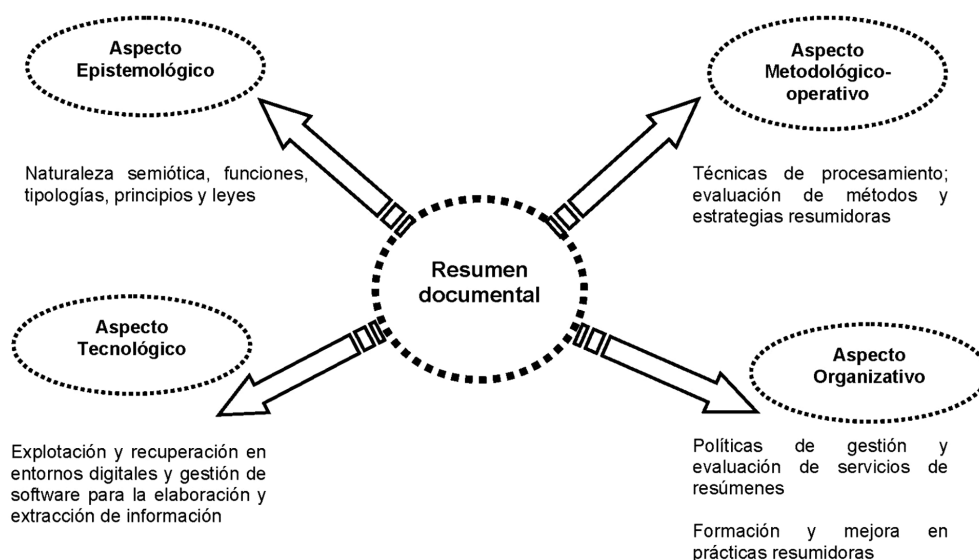 Aspecto
Epistemológico
Naturaleza semiótica, funciones,
tipologías, principios y leyes
Aspecto
Metodológico-
operativo
Técnicas de procesamiento;
evaluación de métodos y
estrategias resumidoras
Resumen
documental
Aspecto
Tecnológico
Explotación y recuperación en
entornos digitales y gestión de
software para la elaboración y
extracción de información
Aspecto
Organizativo
Políticas de gestión y
evaluación de servicios de
resúmenes
Formación y mejora en
prácticas resumidoras